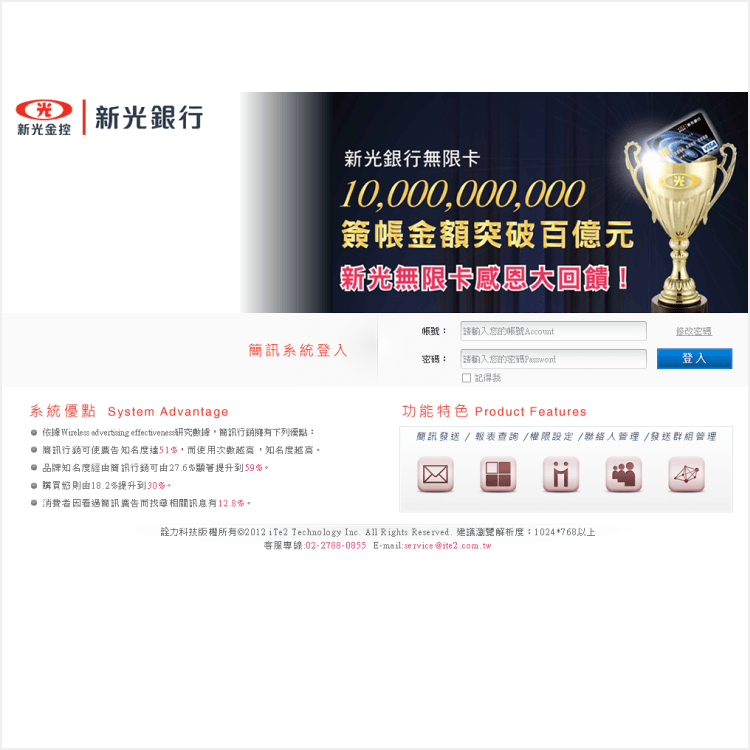 光
新光金控
新光銀行
新光銀行無限卡
10,000,000,000
簽帳金額突破百億元
新光無限卡感恩大回饋！
光
VISA
簡訊系統登入
帳號：
請輸入您的帳號Account
修改密碼
密碼：
請輸入您的密碼Password
登入
記得我
系統優點 System Advantage
依據Wireless advertising effectiveness研究數據，簡訊行銷擁有下列優點：
簡訊行銷可使廣告知名度達51%，而使用次數越高，知名度越高。
品牌知名度經由簡訊行銷可由27.6%顯著提升到59%。
購買慾則由18.2%提升到30%。
消費者因看過簡訊廣告而找尋相關訊息有12.8%。
功能特色 Product Features
簡訊發送 / 報表查詢 /權限設定 /聯絡人管理 /發送群組管理
詮力科技版權所有©2012 iTe2 Technology Inc. All Rights Reserved. 建議瀏覽解析度：1024*768以上
客服專線:02-2788-0855 E-mail:service@ite2.com.tw